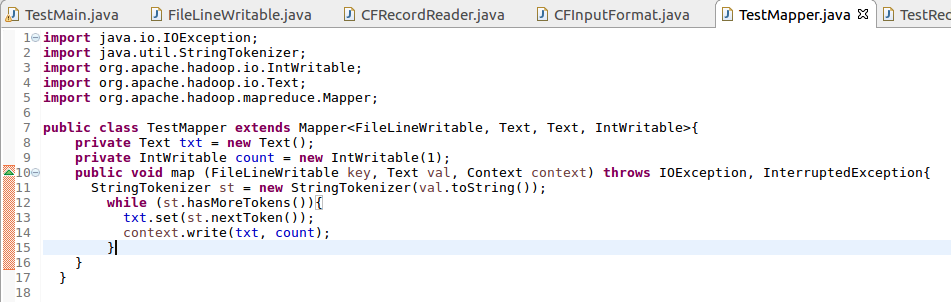 TestMain.java FileLineWritable.java CFRecordReader.java CFInputFormat.java TestMapper.java TestRec
1 import java.io.IOException;
2 import java.util.StringTokenizer;
3 import org.apache.hadoop.io.IntWritable;
4 import org.apache.hadoop.io.Text;
5 import org.apache.hadoop.mapreduce.Mapper;
6
7 public class TestMapper extends Mapper<FileLineWritable, Text, Text, IntWritable>{
8 private Text txt = new Text();
9 private IntWritable count = new IntWritable(1);
10 public void map (FileLineWritable key, Text val, Context context) throws IOException, InterruptedException{
11 StringTokenizer st = new StringTokenizer(val.toString());
12 while (st.hasMoreTokens()){
13 txt.set(st.nextToken());
14 context.write(txt, count);
15 }
16 }
17 }
18